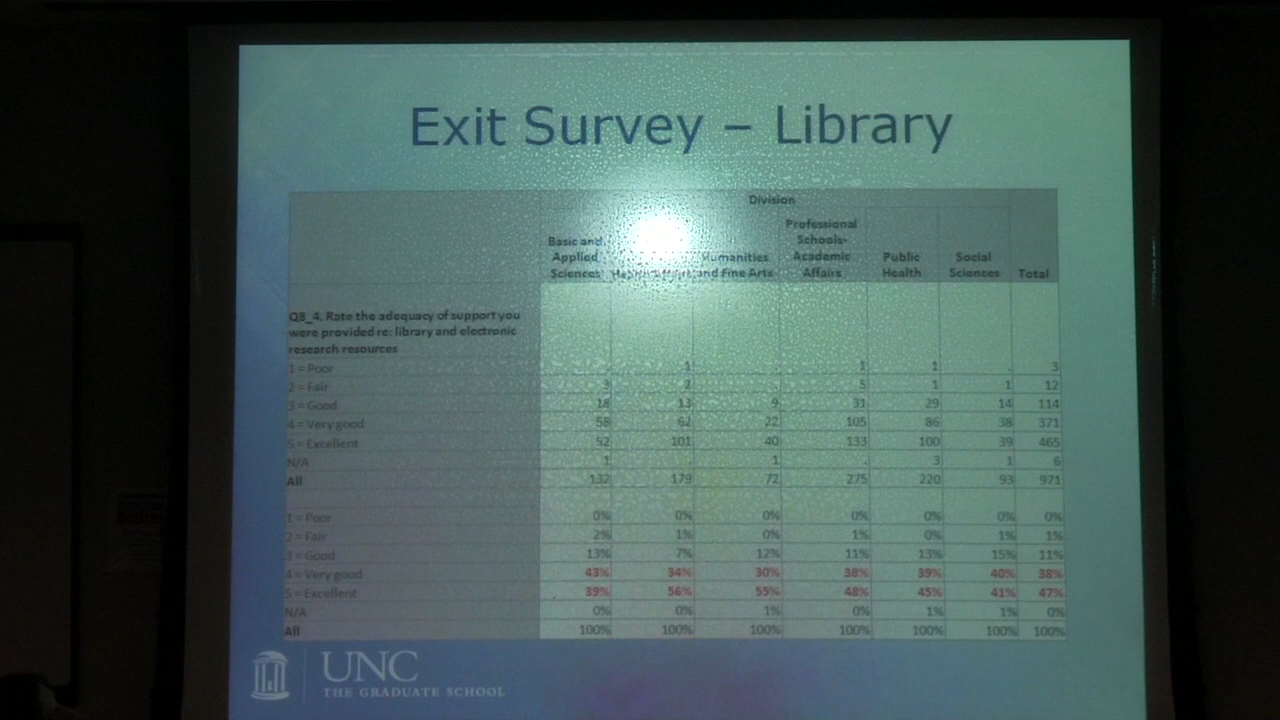 Exit Survey – Library
Division
Basic and Applied Sciences Humanities and Fine Arts Professional Schools- Academic Affairs Public Health Social Sciences Total
Q8_4. Rate the adequacy of support you
were provided re: library and electronic
research resources
1 = Poor . 1 . 1 1 . 3
2 = Fair 3 2 . 5 1 1 12
3 = Good 18 13 9 31 29 14 114
4 = Very good 58 62 22 105 86 38 371
5 = Excellent 52 101 40 133 100 39 465
N/A 1 . 1 . 3 1 6
All 132 179 72 275 220 93 971
1 = Poor 0% 0% 0% 0% 0% 0% 0%
2 = Fair 2% 1% 0% 1% 0% 1% 1%
3 = Good 13% 7% 12% 11% 13% 15% 11%
4 = Very good 43% 34% 30% 38% 39% 40% 38%
5 = Excellent 39% 56% 55% 48% 45% 41% 47%
N/A 0% 0% 1% 0% 1% 1% 0%
All 100% 100% 100% 100% 100% 100% 100%
UNC
THE GRADUATE SCHOOL